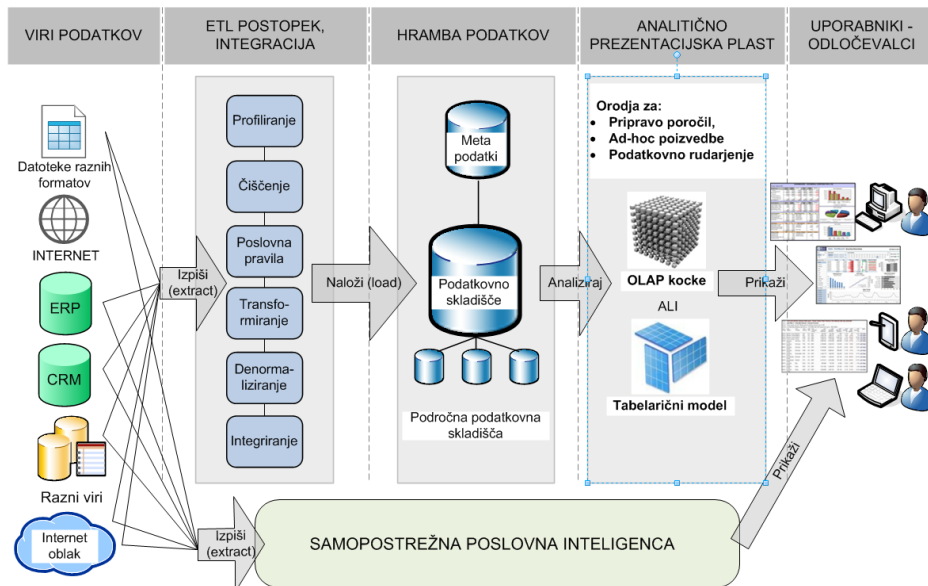 VIRI PODATKOV
ETL POSTOPEK,
INTEGRACIJA
HRAMBA PODATKOV
ANALITIČNO
PREZENTACIJSKA PLAST
UPORABNIKI -
ODLOČEVALCI
Datoteke raznih
formatov
INTERNET
ERP
CRM
Razni viri
Internet
oblak
Izpiši
(extract)
Profiliranje
Čiščenje
Poslovna
pravila
Transfo-
rmiranje
Denorma-
liziranje
Integriranje
Naloži (load)
Meta
podatki
Podatkovno
skladišče
Področna podatkovna
skladišča
Analiziraj
Orodja za:
• Pripravo poročil,
• Ad-hoc poizvedbe
• Podatkovno rudarjenje
OLAP kocke
ALI
Tabelarični model
Prikaži
Izpiši
(extract)
SAMOPOSTREŽNA POSLOVNA INTELIGENCA
Prikaži